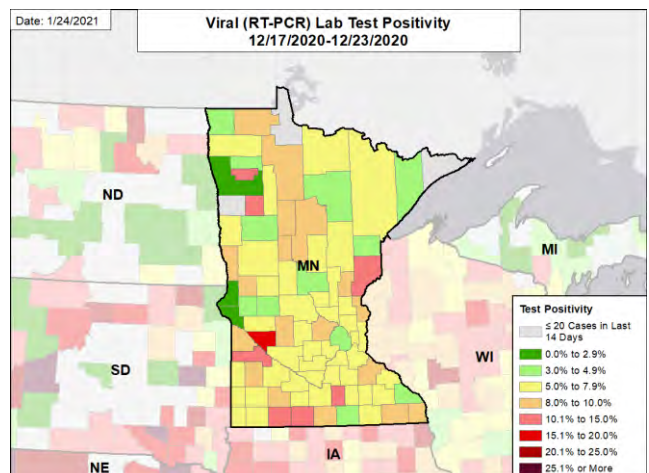 Date: 1/24/2021
Viral (RT-PCR) Lab Test Positivity
12/17/2020-12/23/2020
ND
MN
MI
SD
WI
NE
IA
Test Positivity
≤ 20 Cases in Last
14 Days
0.0% to 2.9%
3.0% to 4.9%
5.0% to 7.9%
8.0% to 10.0%
10.1% to 15.0%
15.1% to 20.0%
20.1% to 25.0%
25.1% or More